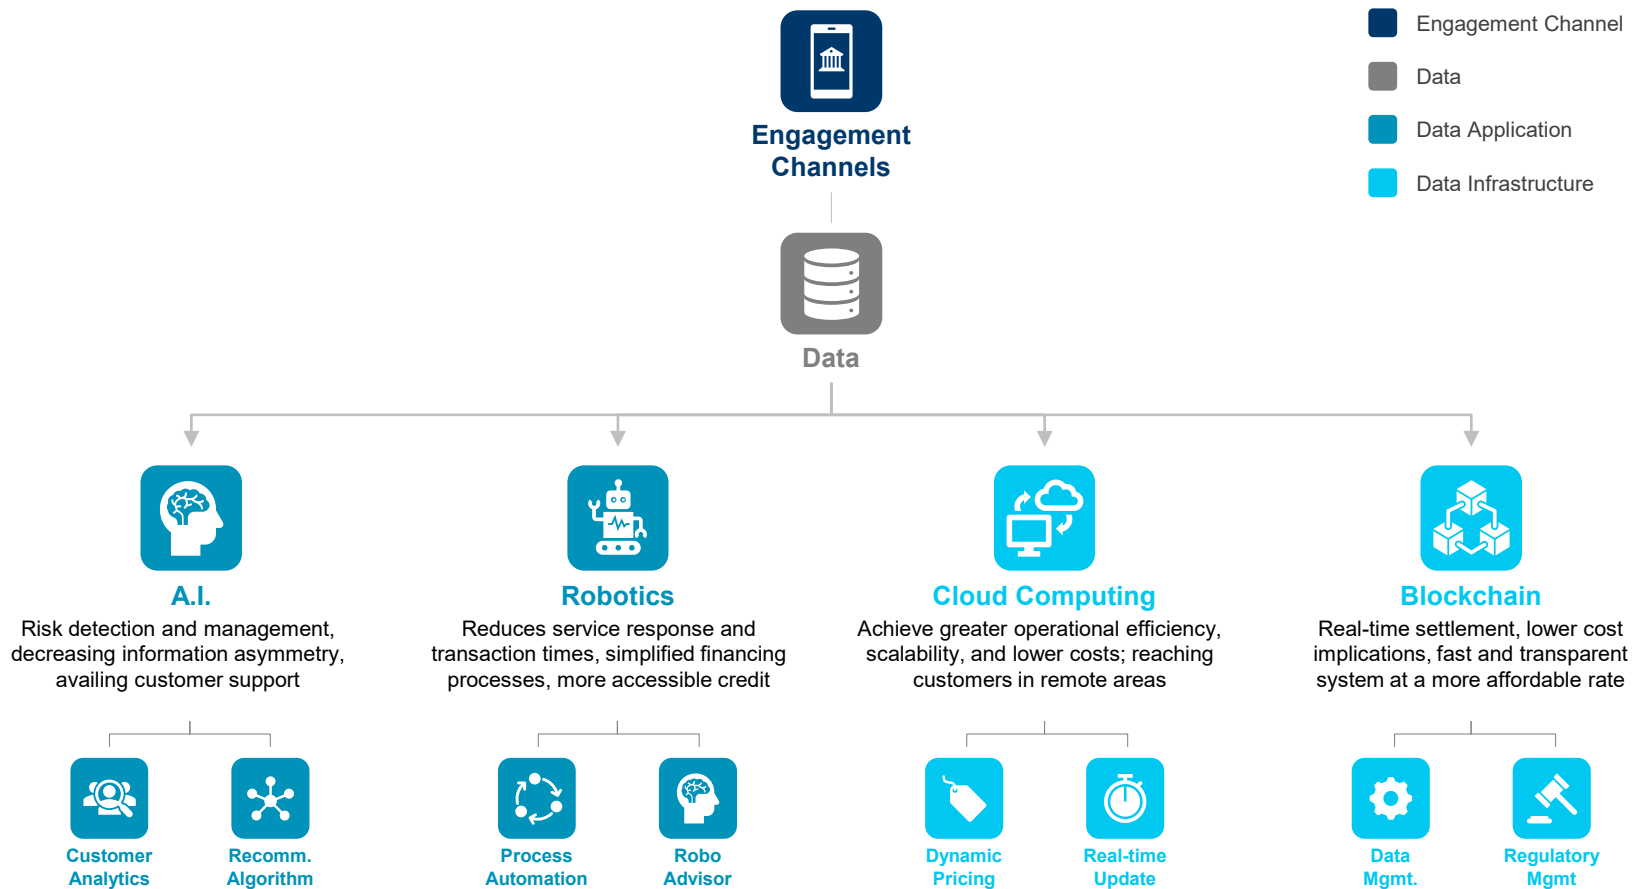 Engagement Channel
Data
Data Application
Data Infrastructure
Engagement
Channels
Data
A.I.
Risk detection and management,
decreasing information asymmetry,
availing customer support
Robotics
Reduces service response and
transaction times, simplified financing
processes, more accessible credit
Cloud Computing
Achieve greater operational efficiency,
scalability, and lower costs; reaching
customers in remote areas
Blockchain
Real-time settlement, lower cost
implications, fast and transparent
system at a more affordable rate
Customer
Analytics
Recomm.
Algorithm
Process
Automation
Robo
Advisor
Dynamic
Pricing
Real-time
Update
Data
Mgmt.
Regulatory
Mgmt